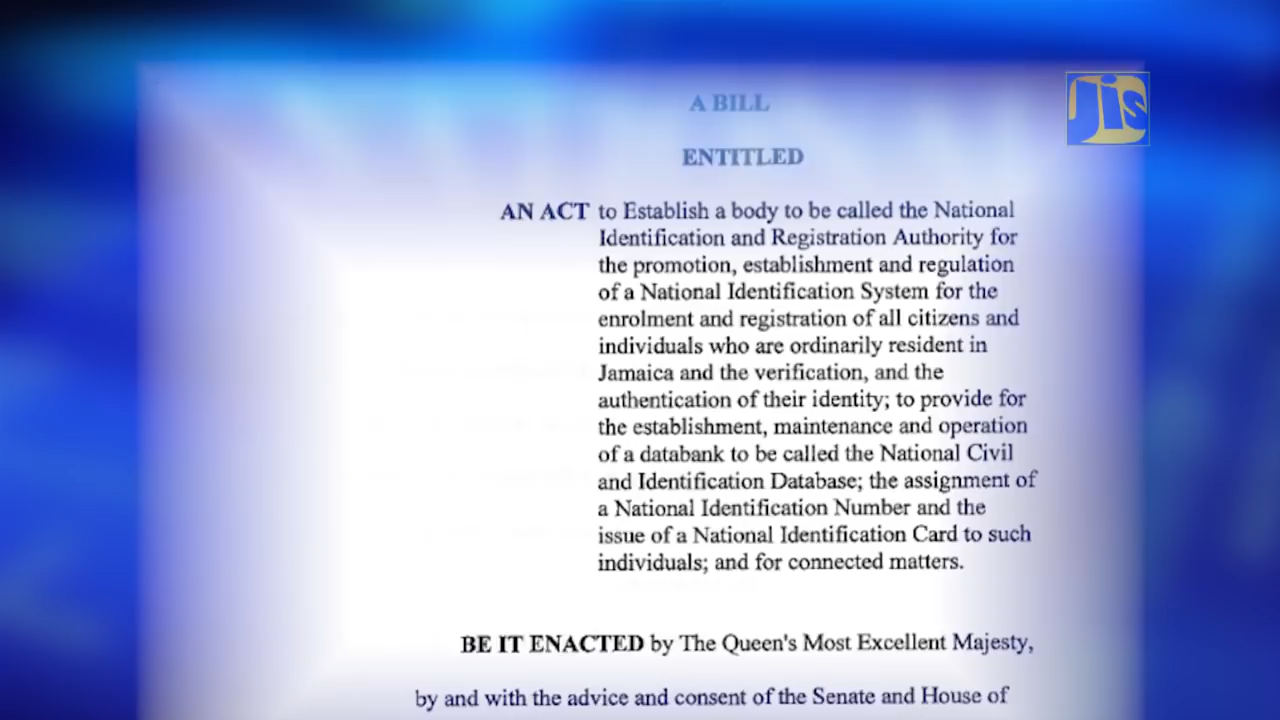 A BILL
JIS
ENTITLED
AN ACT to Establish a body to be called the National
Identification and Registration Authority for
the promotion, establishment and regulation
of a National Identification System for the
enrolment and registration of all citizens and
individuals who are ordinarily resident in
Jamaica and the verification, and the
authentication of their identity; to provide for
the establishment, maintenance and operation
of a databank to be called the National Civil
and Identification Database; the assignment of
a National Identification Number and the
issue of a National Identification Card to such
individuals; and for connected matters.
BE IT ENACTED by The Queen's Most Excellent Majesty,
by and with the advice and consent of the Senate and House of